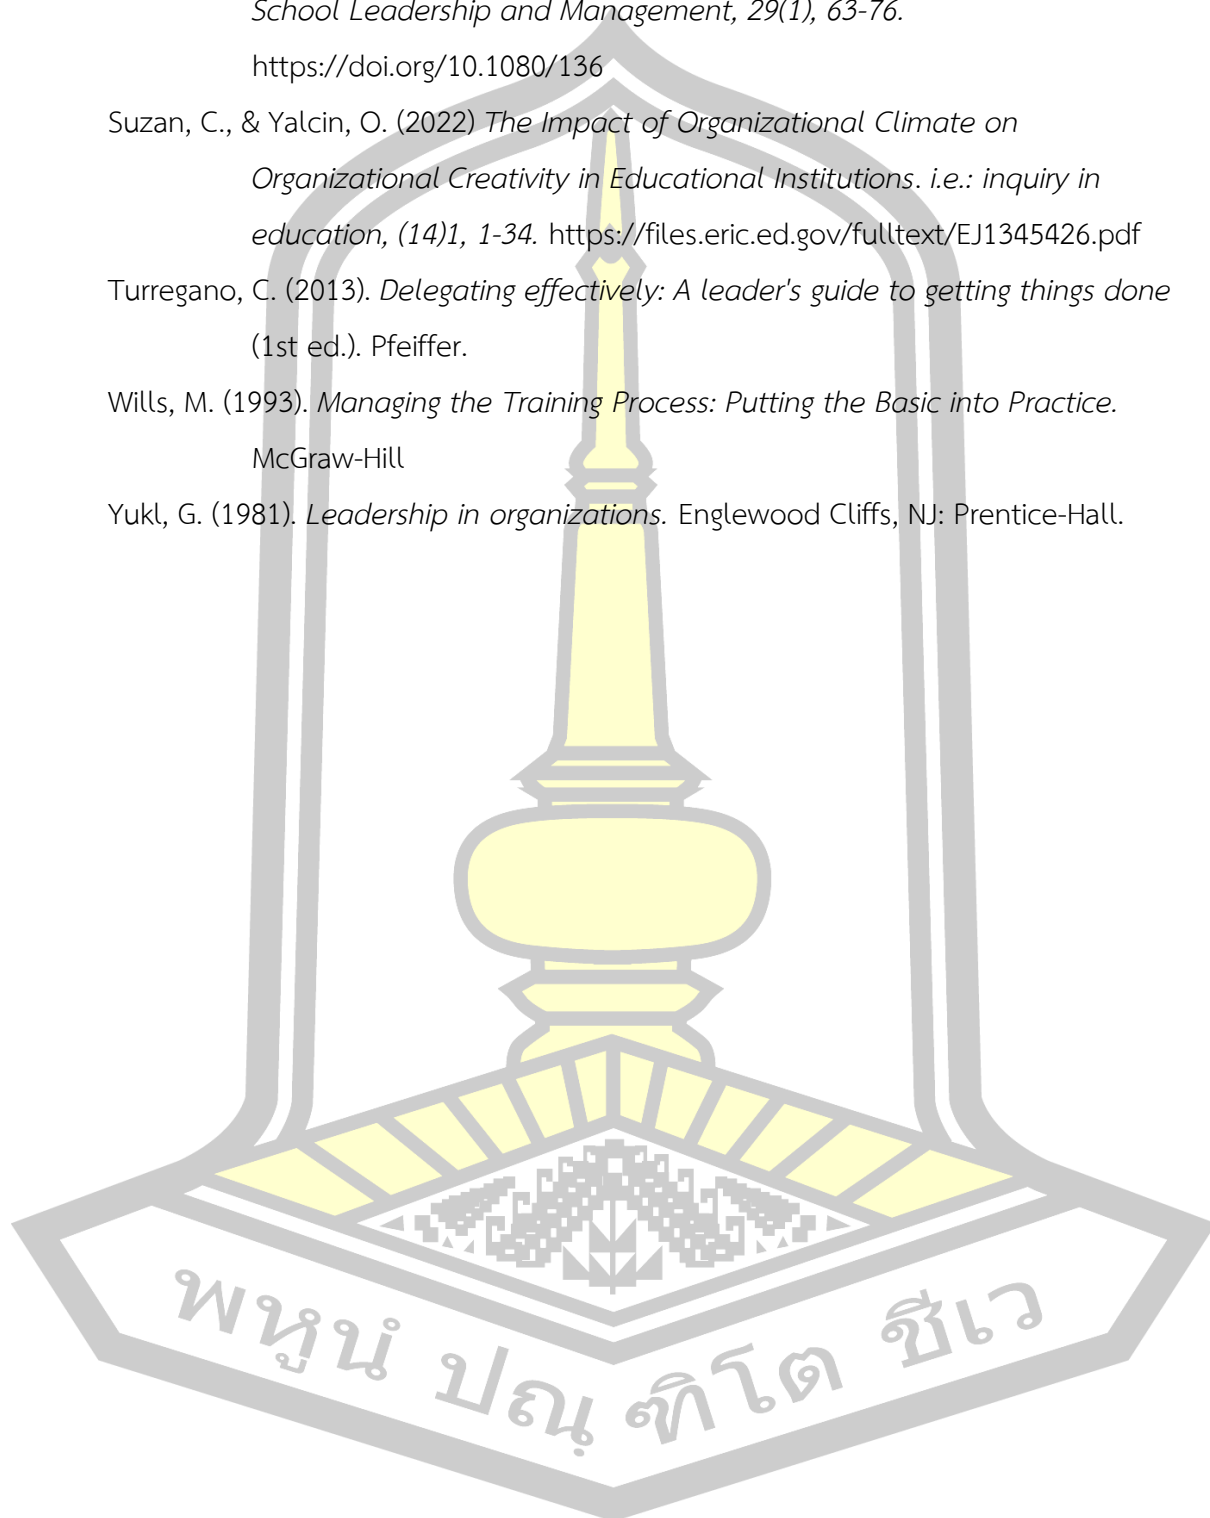 School Leadership and Management, 29(1), 63-76.
https://doi.org/10.1080/136
Suzan, C., & Yalcin, O. (2022) The Impact of Organizational Climate on
Organizational Creativity in Educational Institutions. i.e.: inquiry in
education, (14)1, 1-34. https://files.eric.ed.gov/fulltext/EJ1345426.pdf
Turregano, C. (2013). Delegating effectively: A leader's guide to getting things done
(1st ed.). Pfeiffer.
Wills, M. (1993). Managing the Training Process: Putting the Basic into Practice.
McGraw-Hill
Yukl, G. (1981). Leadership in organizations. Englewood Cliffs, NJ: Prentice-Hall.
พหูนํ ปณฺฑิโต ชีเว